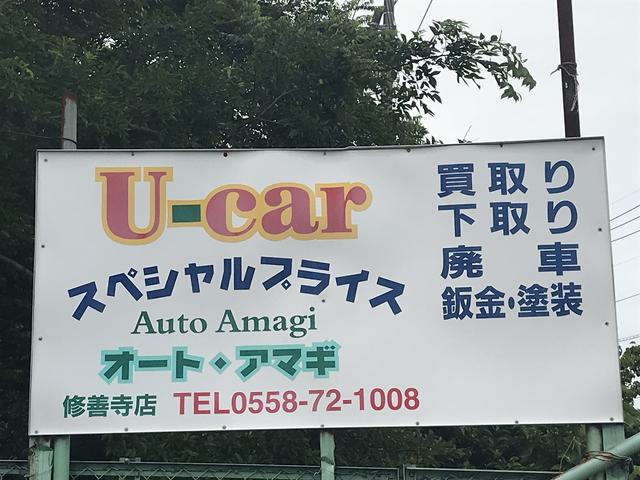 U-car
スペシャルプライス
Auto Amagi
オート・アマギ
修善寺店 TEL0558-72-1008
買取り
下取り
廃車
鈑金・塗装